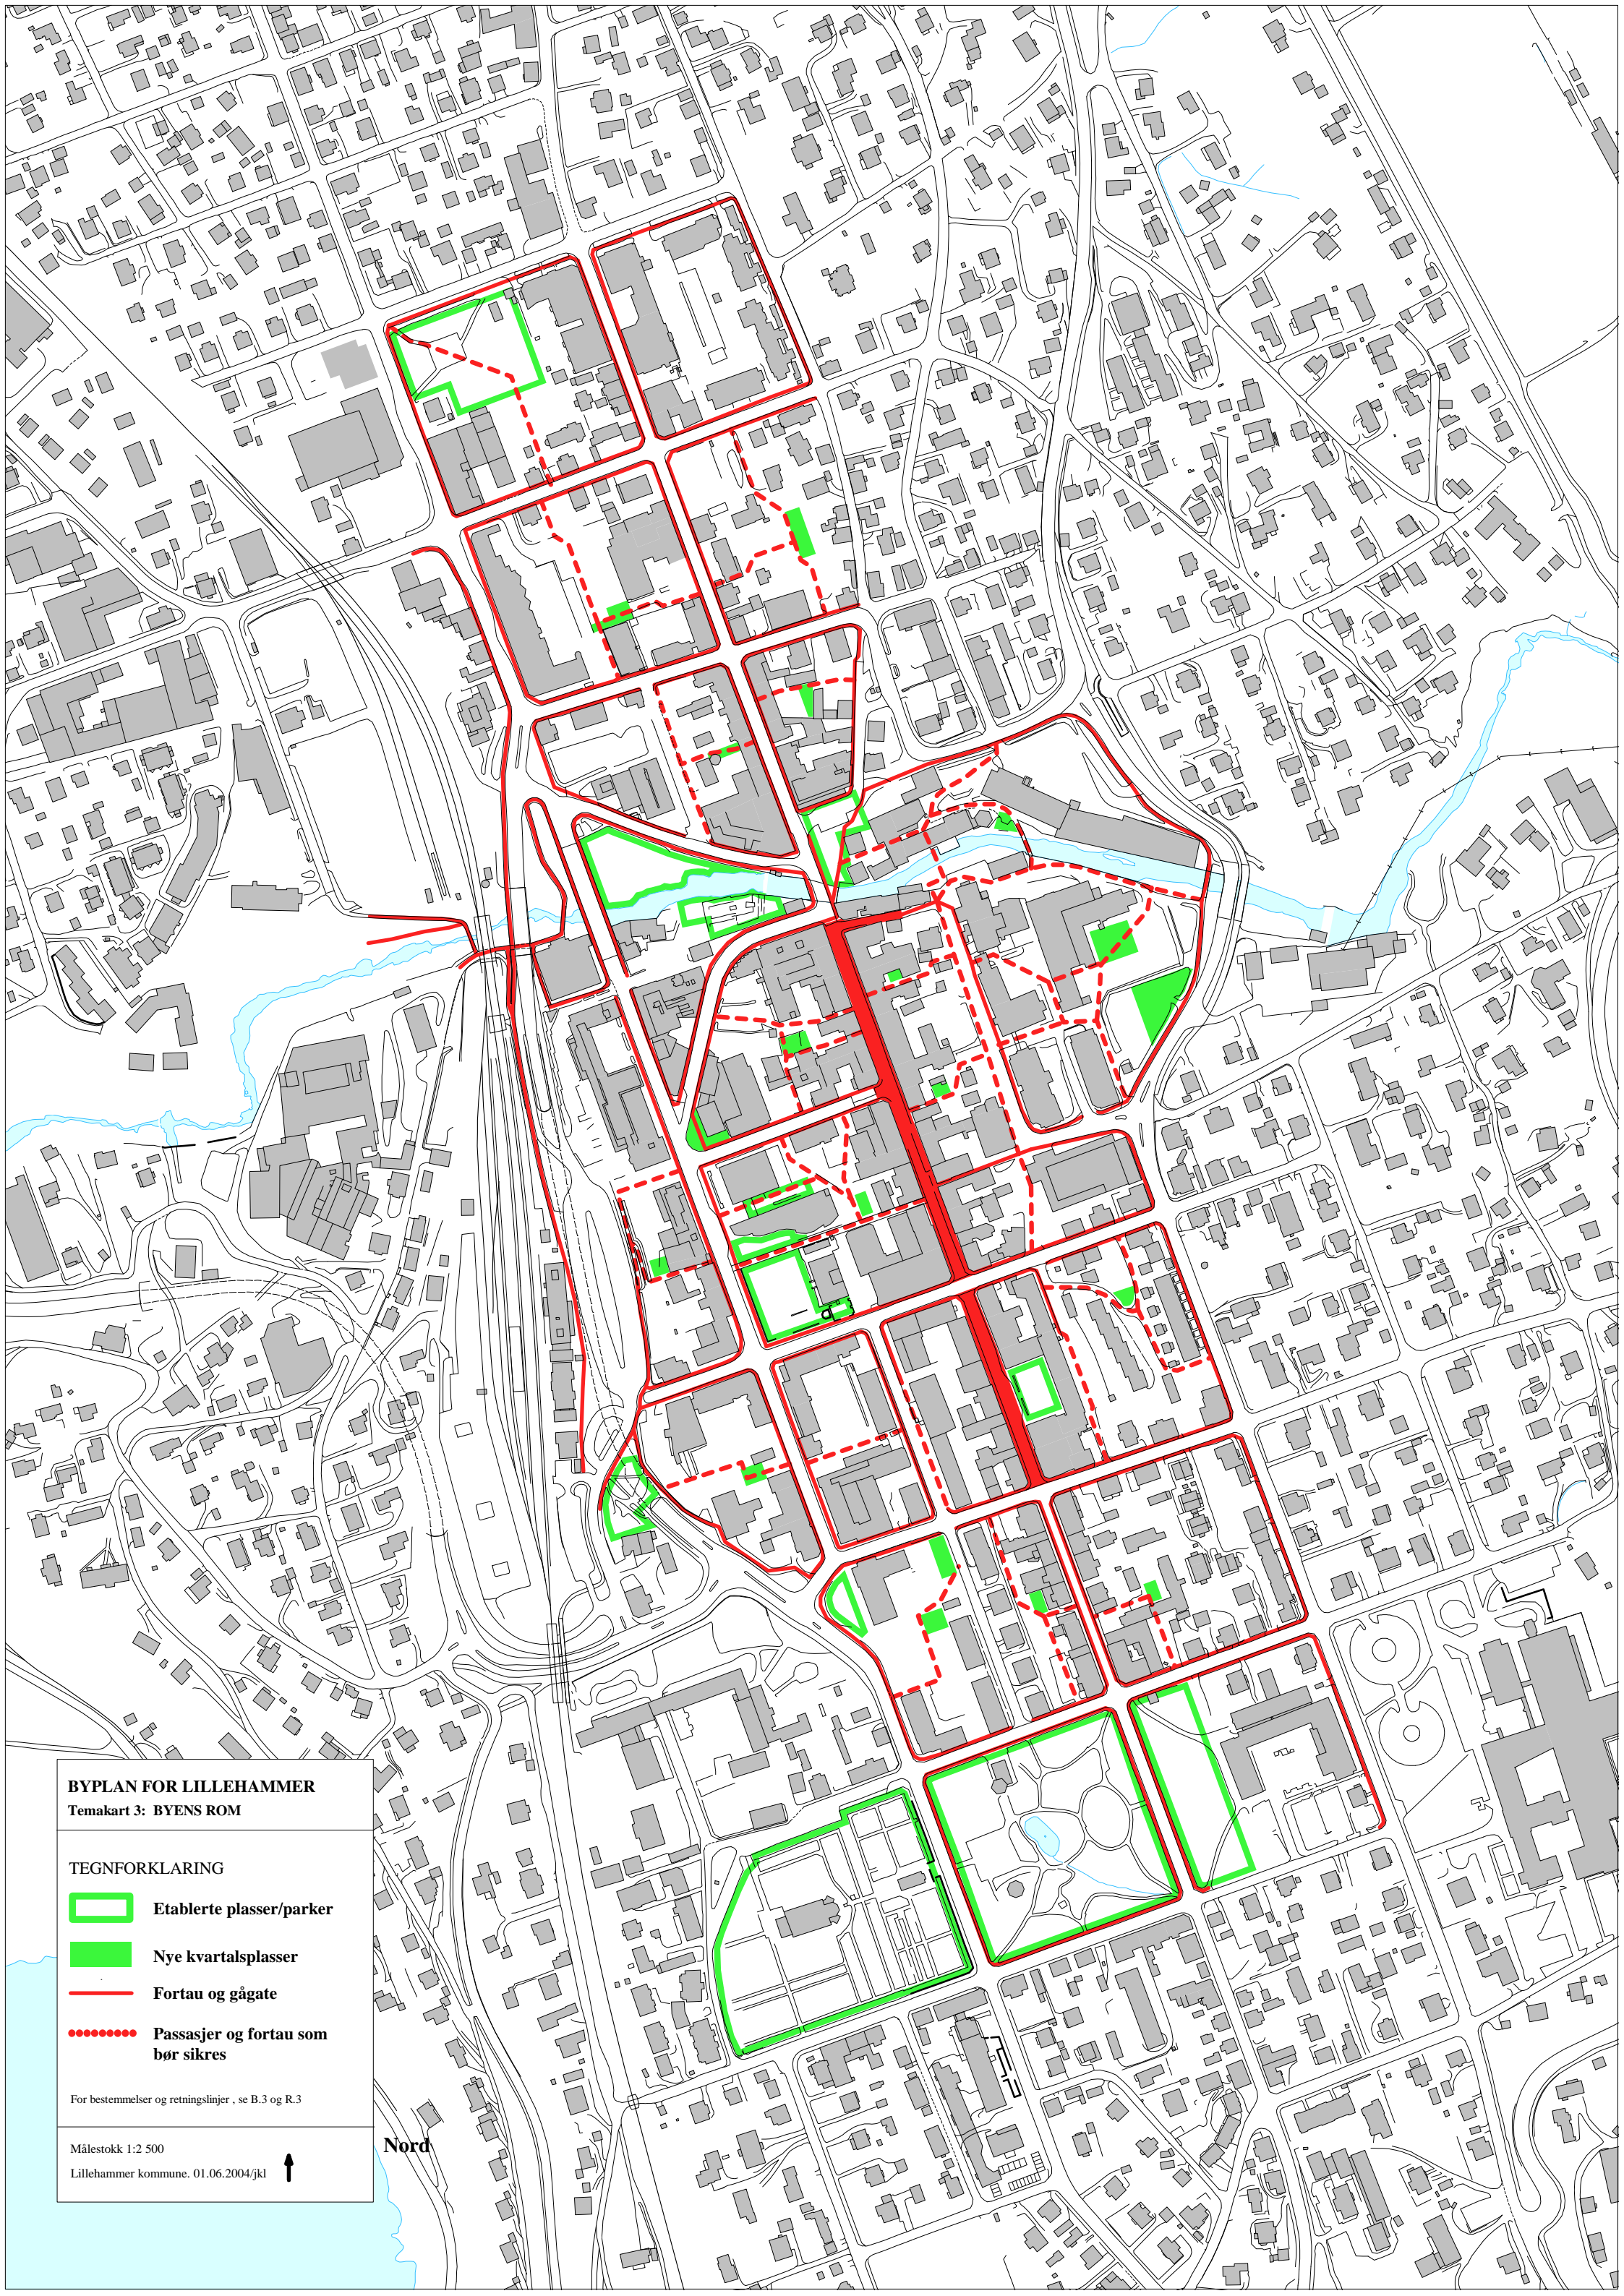 BYPLAN FOR LILLEHAMMER
Temakart 3: BYENS ROM
TEGNFORKLARING
Etablerte plasser/parker
Nye kvartalsplasser
Fortau og gågate
Passasjer og fortau som
bør sikres
For bestemmelser og retningslinjer , se B.3 og R.3
Målestokk 1:2 500
Lillehammer kommune. 01.06.2004/jkl
Nord